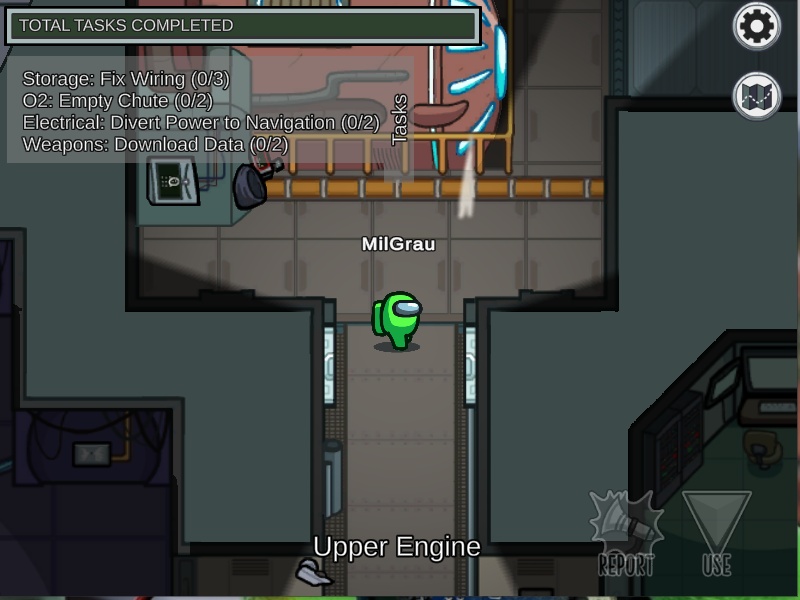 TOTAL TASKS COMPLETED
Storage: Fix Wiring (0/3)
O2: Empty Chute (0/2)
Electrical: Divert Power to Navigation (0/2)
Weapons: Download Data (0/2)
Tasks
MilGrau
Upper Engine
REPORT
USE